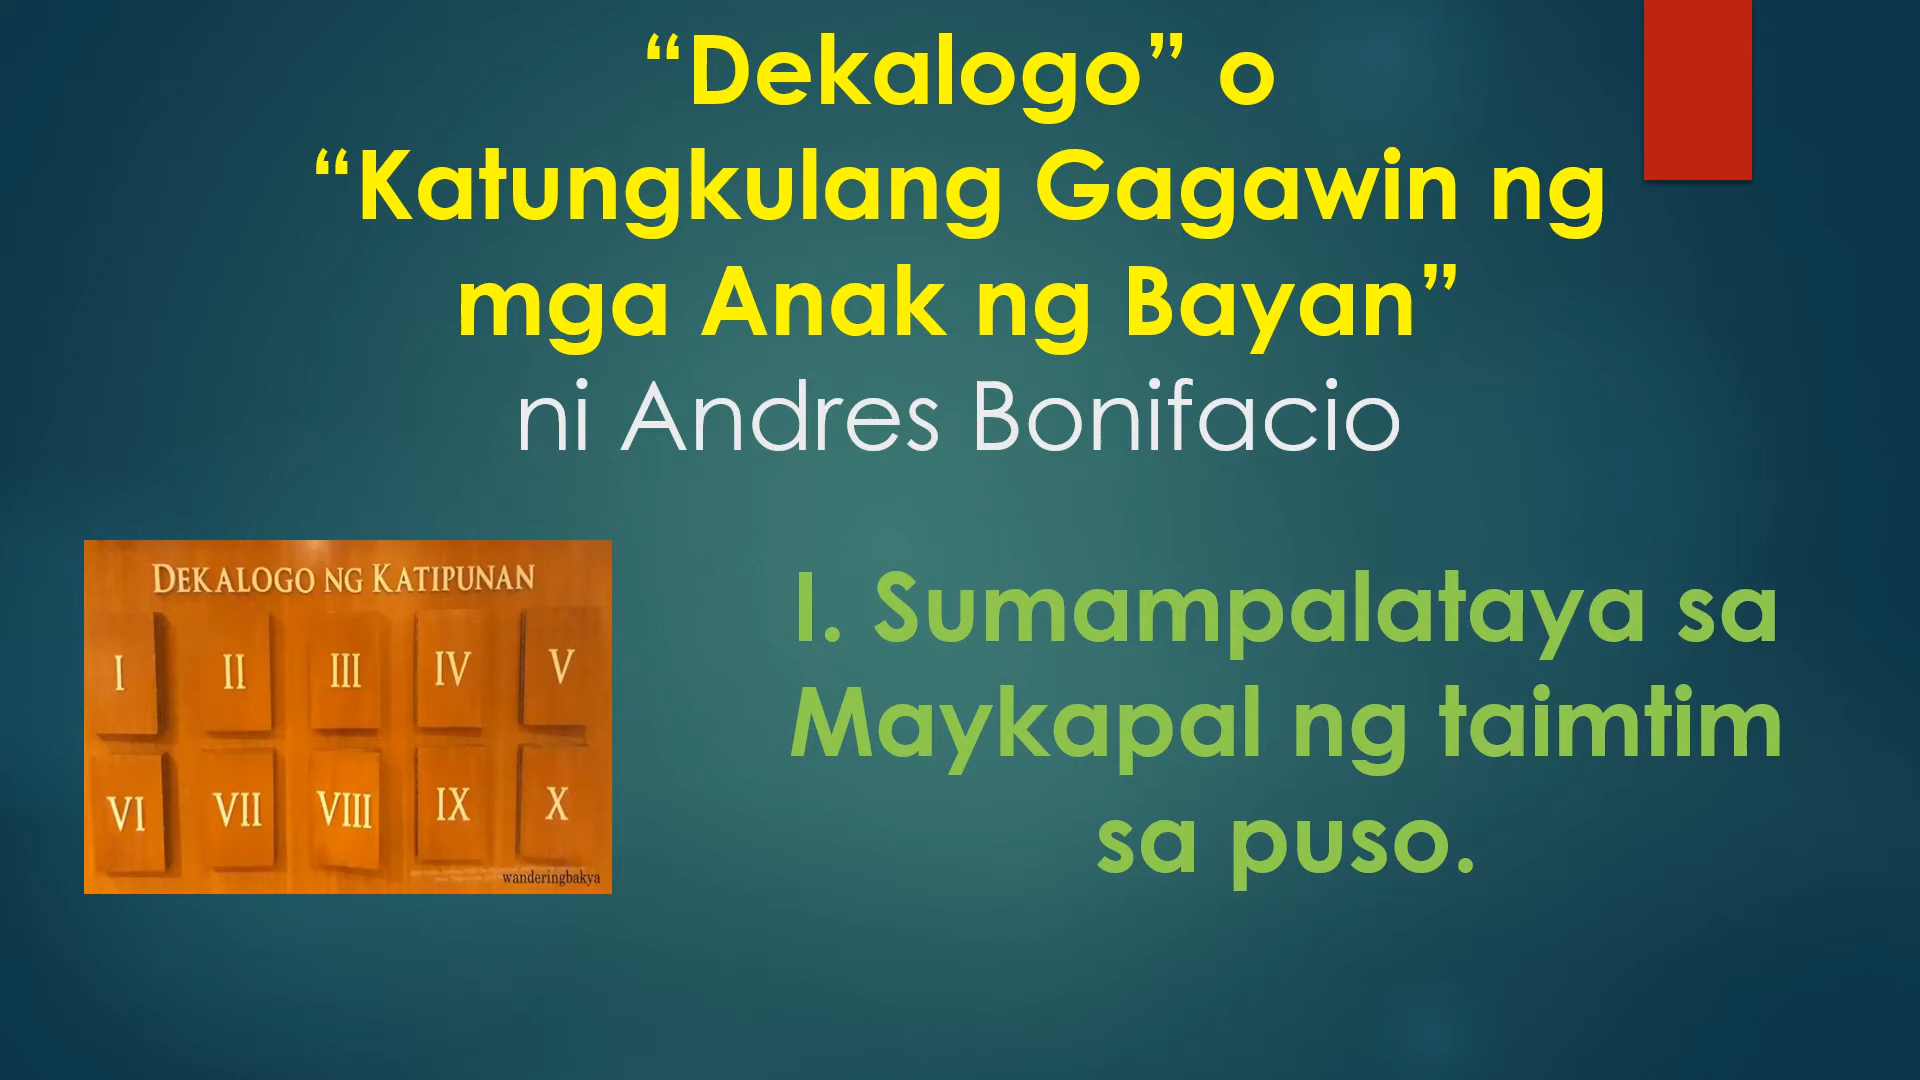 “Dekalogo” o
“Katungkulang Gagawin ng
mga Anak ng Bayan”
ni Andres Bonifacio
DEKALOGO NG KATIPUNAN
I II III IV V
VI VII VIII IX X
wanderingbakya
I. Sumampalataya sa
Maykapal ng taimtim
sa puso.